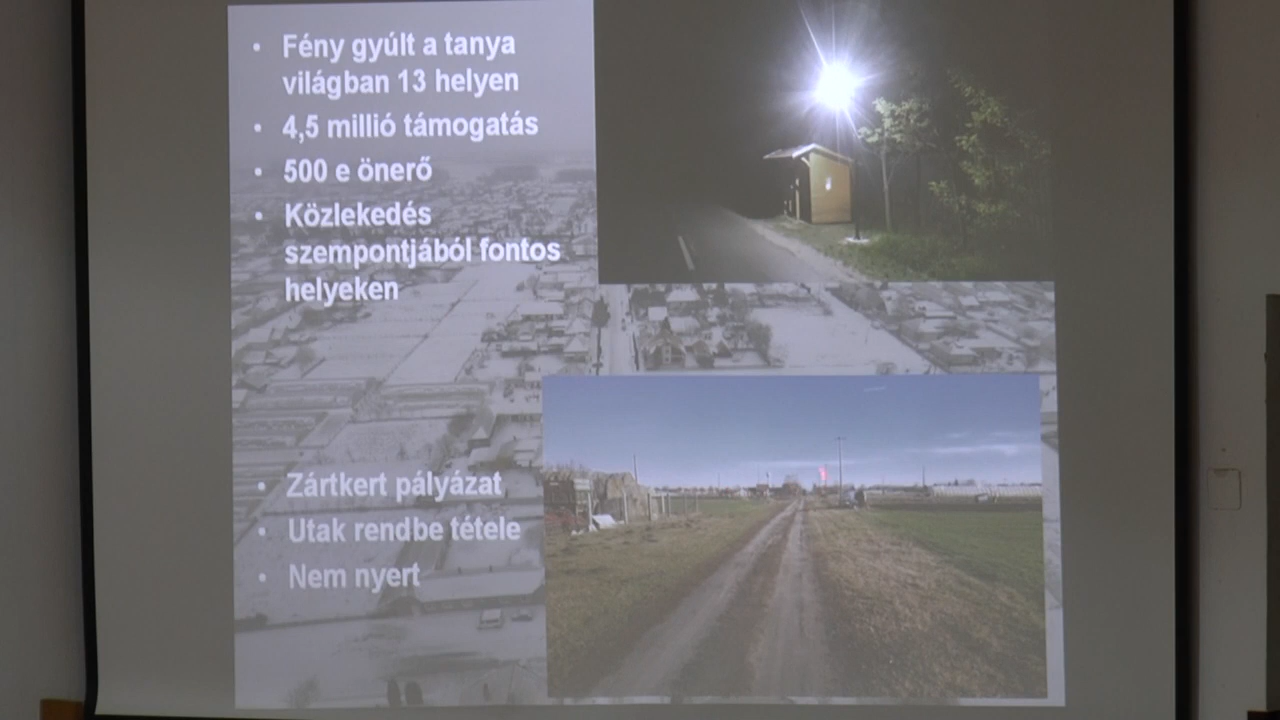 • Fény gyúlt a tanya
világban 13 helyen
• 4,5 millió támogatás
• 500 e önerő
• Közlekedés
szempontjából fontos
helyeken
• Zártkert pályázat
• Utak rendbe tétele
• Nem nyert